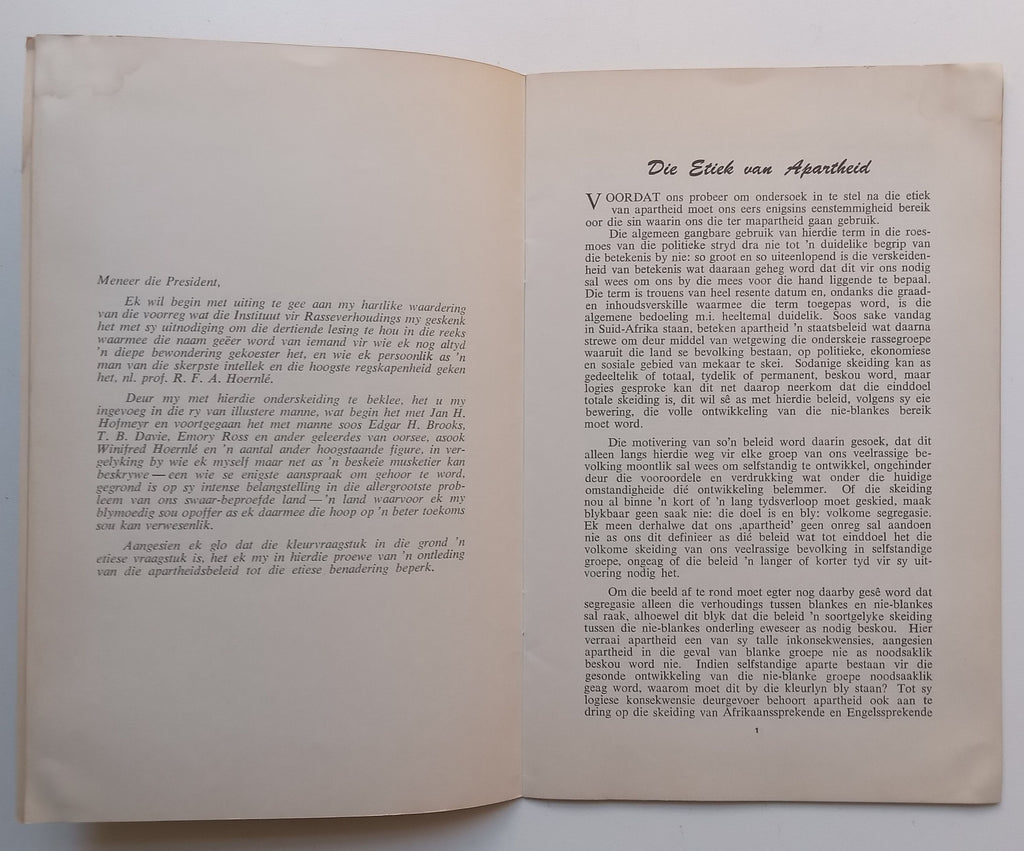 Meneer die President,
Ek wil begin met uiting te gee aan my hartlike waardering
van die voorreg wat die Instituut vir Rasseverhoudings my geskenk
het met sy uitnodiging om die dertiende lesing te hou in die reeks
waarmee die naam geëer word van iemand vir wie ek nog altyd
'n diepe bewondering gekoester het, en wie ek persoonlik as 'n
man van die skerpste intellek en die hoogste regskapenheid geken
het, nl. prof. R. F. A. Hoernlé.
Deur my met hierdie onderskeiding te beklee, het u my
ingevoeg in die ry van illustere manne, wat begin het met Jan H.
Hofmeyr en voortgegaan het met manne soos Edgar H. Brooks,
T. B. Davie, Emory Ross en ander geleerdes van oorsee, asook
Winifred Hoernlé en 'n aantal ander hoogstaande figure, in ver-
gelyking by wie ek myself maar net as 'n beskeie musketier kan
beskrywe — een wie se enigste aanspraak om gehoor te word,
gegrond is op sy intense belangstelling in die allergrootste prob-
leem van ons swaar-beproefde land — 'n land waarvoor ek my
blymoedig sou opoffer as ek daarmee die hoop op 'n beter toekoms
sou kan verwesenlik.
Aangesien ek glo dat die kleurvraagstuk in die grond 'n
etiese vraagstuk is, het ek my in hierdie proewe van 'n ontleding
van die apartheidsbeleid tot die etiese benadering beperk.
Die Etiek van Apartheid
VOORDAT ons probeer om ondersoek in te stel na die etiek
van apartheid moet ons eers enigsins eenstemmigheid bereik
oor die sin waarin ons die ter mapartheid gaan gebruik.
Die algemeen gangbare gebruik van hierdie term in die roes-
moes van die politieke stryd dra nie tot 'n duidelike begrip van
die betekenis by nie: so groot en so uiteenlopend is die verskeiden-
heid van betekenis wat daaraan geheg word dat dit vir ons nodig
sal wees om ons by die mees voor die hand liggende te bepaal.
Die term is trouens van heel resente datum en, ondanks die graad-
en inhoudsverskille waarmee die term toegepas word, is die
algemene bedoeling m.i. heeltemal duidelik. Soos sake vandag
in Suid-Afrika staan, beteken apartheid 'n staatsbeleid wat daarna
strewe om deur middel van wetgewing die onderskeie rassegroepe
waaruit die land se bevolking bestaan, op politieke, ekonomiese
en sosiale gebied van mekaar te skei. Sodanige skeiding kan as
gedeeltelik of totaal, tydelik of permanent, beskou word, maar
logies gesproke kan dit net daarop neerkom dat die einddoel
totale skeiding is, dit wil sê as met hierdie beleid, volgens sy eie
bewering, die volle ontwikkeling van die nie-blankes bereik
moet word.
Die motivering van so'n beleid word daarin gesoek, dat dit
alleen langs hierdie weg vir elke groep van ons veelrassige be-
volking moontlik sal wees om selfstandig te ontwikkel, ongehinder
deur die vooroordele en verdrukking wat onder die huidige
omstandighede dié ontwikkeling belemmer. Of die skeiding
nou al binne 'n kort of 'n lang tydsverloop moet geskied, maak
blykbaar geen saak nie: die doel is en bly: volkome segregasie.
Ek meen derhalwe dat ons ‚apartheid' geen onreg sal aandoen
nie as ons dit definieer as dié beleid wat tot einddoel het die
volkome skeiding van ons veelrassige bevolking in selfstandige
groepe, ongeag of die beleid 'n langer of korter tyd vir sy uit-
voering nodig het.
Om die beeld af te rond moet egter nog daarby gesê word dat
segregasie alleen die verhoudings tussen blankes en nie-blankes
sal raak, alhoewel dit blyk dat die beleid 'n soortgelyke skeiding
tussen die nie-blankes onderling eweseer as nodig beskou. Hier
verraai apartheid een van sy talle inkonsekwensies, aangesien
apartheid in die geval van blanke groepe nie as noodsaklik
beskou word nie. Indien selfstandige aparte bestaan vir die
gesonde ontwikkeling van die nie-blanke groepe noodsaaklik
geag word, waarom moet dit by die kleurlyn bly staan? Tot sy
logiese konsekwensie deurgevoer behoort apartheid ook aan te
dring op die skeiding van Afrikaanssprekende en Engelssprekende
1